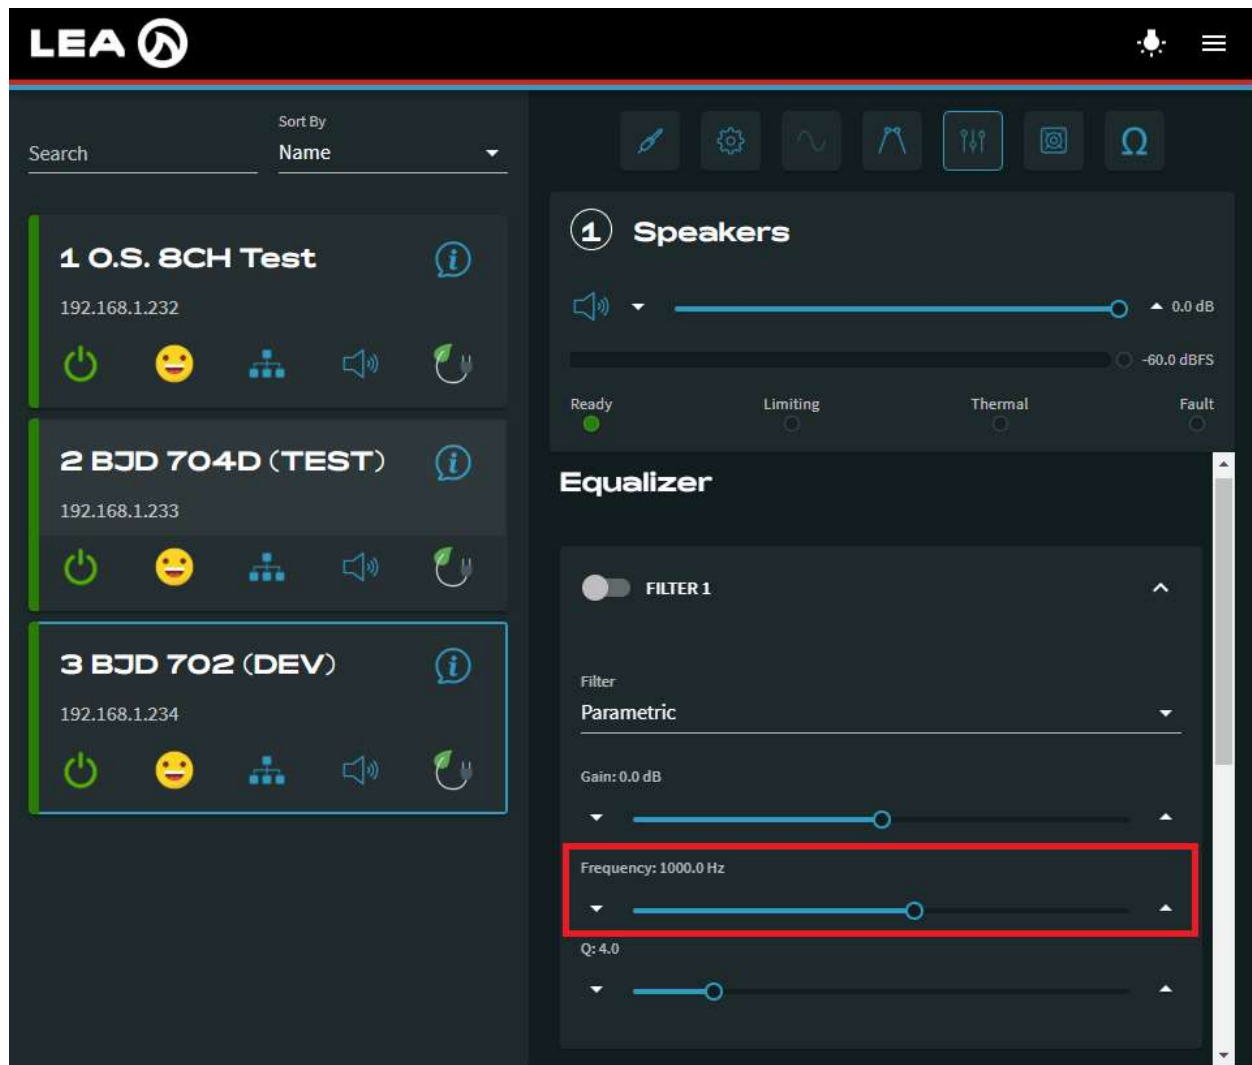 LEA
Search
Sort By
Name
1 O.S. 8CH Test
192.168.1.232
2 BJD 704D (TEST)
192.168.1.233
3 BJD 702 (DEV)
192.168.1.234
Ω
1 Speakers
0.0 dB
-60.0 dBFS
Ready Limiting Thermal Fault
Equalizer
FILTER 1
Filter
Parametric
Gain: 0.0 dB
Frequency: 1000.0 Hz
Q: 4.0